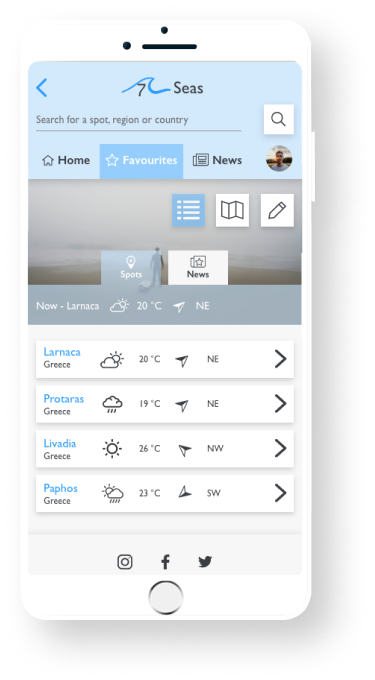 7 Seas
Search for a spot, region or country
Home Favourites News
Spots News
Now - Larnaca 20 °C NE
Larnaca
Greece 20 °C NE
Protaras
Greece 19 °C NE
Livadia
Greece 26 °C NW
Paphos
Greece 23 °C SW